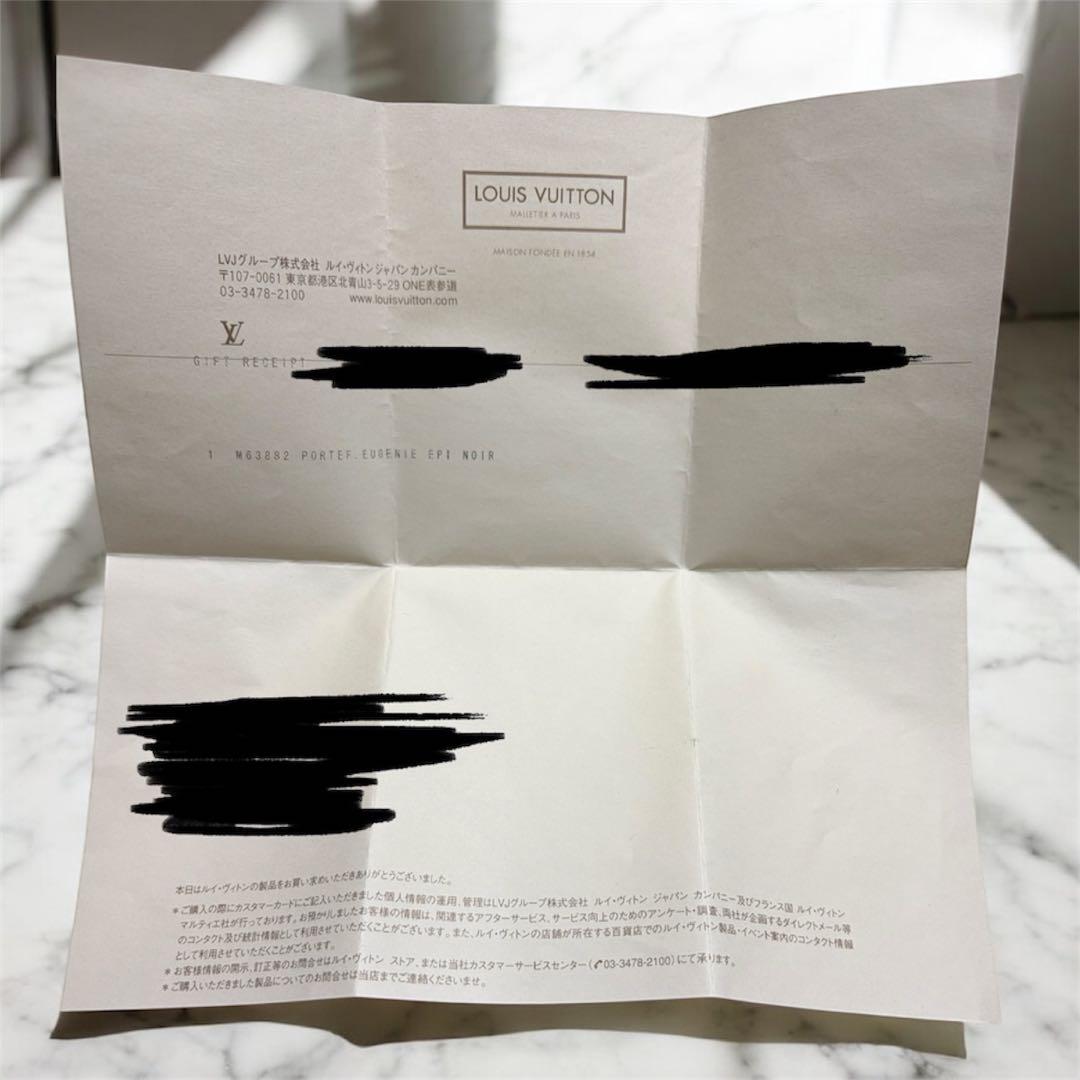 LOUIS VUITTON
MALLETIER A PARIS
MAISON FONDÉE EN 1854
LVJグループ株式会社 ルイ・ヴィトン ジャパン カンパニー
〒107-0061 東京都港区北青山3-5-29 ONE表参道
03-3478-2100 www.louisvuitton.com
LV
GIFT RECEIPT
1 M63882 PORTEF.EUGENIE EPI NOIR
本日はルイ・ヴィトンの製品をお買い求めいただきありがとうございました。
*ご購入の際にカスタマーカードにご記入いただきました個人情報の運用、管理はLVJグループ株式会社 ルイ・ヴィトン ジャパン カンパニー及びフランス国 ルイ・ヴィトン
マルティエ社が行っております。お預かりしましたお客様の情報は、関連するアフターサービス、サービス向上のためのアンケート・調査、両社が企画するダイレクトメール等
のコンタクト及び統計情報として利用させていただくことがございます。また、ルイ・ヴィトンの店舗が所在する百貨店でのルイ・ヴィトン製品・イベント案内のコンタクト情報
として利用させていただくことがございます。
*お客様情報の開示、訂正等のお問合せはルイ・ヴィトン ストア、または当社カスタマーサービスセンター(✆03-3478-2100)にて承ります。
*ご購入いただきました製品についてのお問合せは当店までご連絡くださいませ。